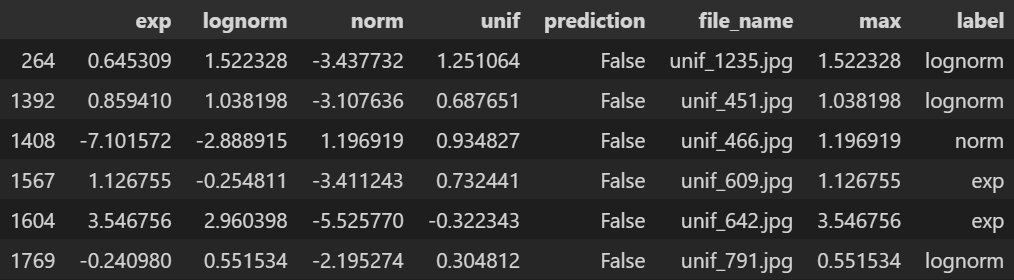 exp lognorm norm unif prediction file_name max label
264 0.645309 1.522328 -3.437732 1.251064 False unif_1235.jpg 1.522328 lognorm
1392 0.859410 1.038198 -3.107636 0.687651 False unif_451.jpg 1.038198 lognorm
1408 -7.101572 -2.888915 1.196919 0.934827 False unif_466.jpg 1.196919 norm
1567 1.126755 -0.254811 -3.411243 0.732441 False unif_609.jpg 1.126755 exp
1604 3.546756 2.960398 -5.525770 -0.322343 False unif_642.jpg 3.546756 exp
1769 -0.240980 0.551534 -2.195274 0.304812 False unif_791.jpg 0.551534 lognorm